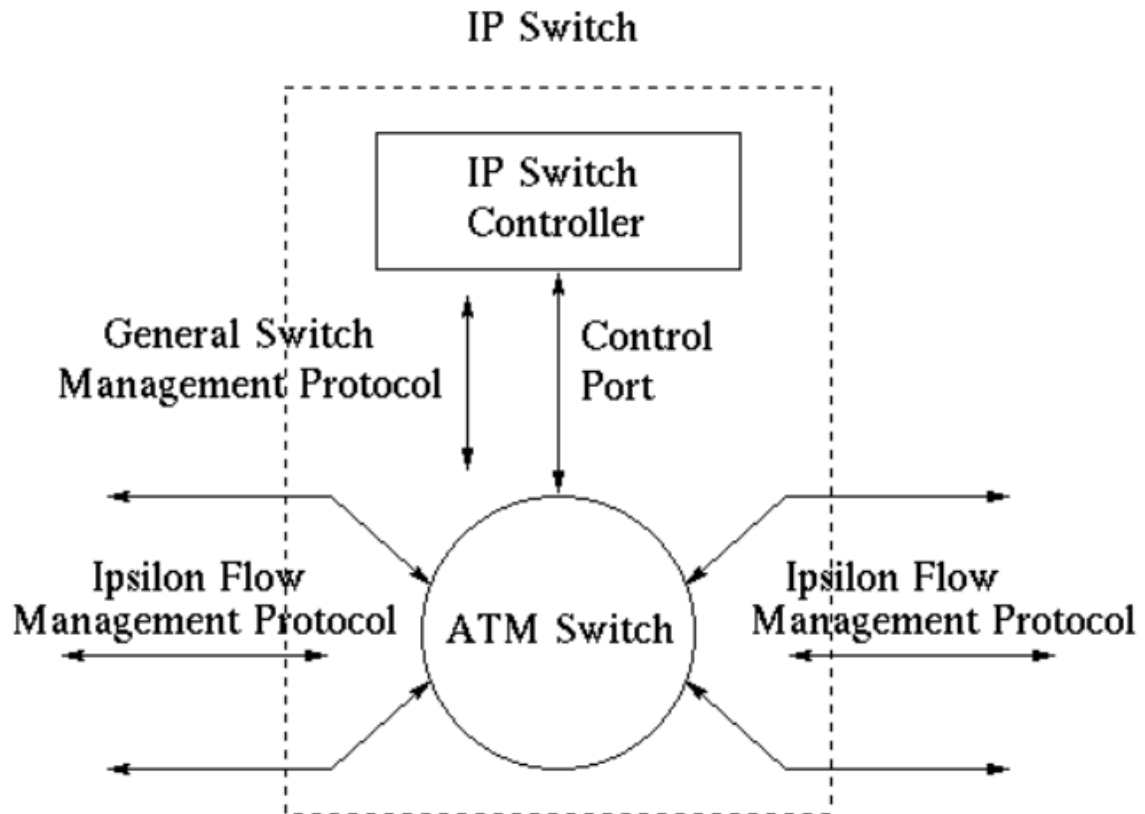 IP Switch
IP Switch
Controller
General Switch
Management Protocol
Control
Port
Ipsilon Flow
Management Protocol
ATM Switch
Ipsilon Flow
Management Protocol